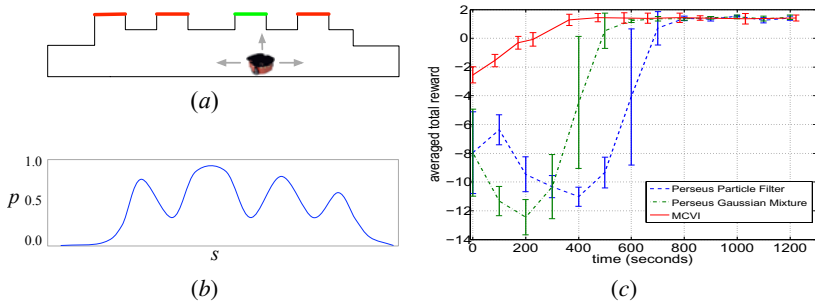 (a)
1.0
p
0.5
0.0
s
(b)
2
0
−2
−4
−6
−8
−10
−12
−14
averaged total reward
0
200
400
600
800
1000
1200
time (seconds)
Perseus Particle Filter
Perseus Gaussian Mixture
MCVI
(c)